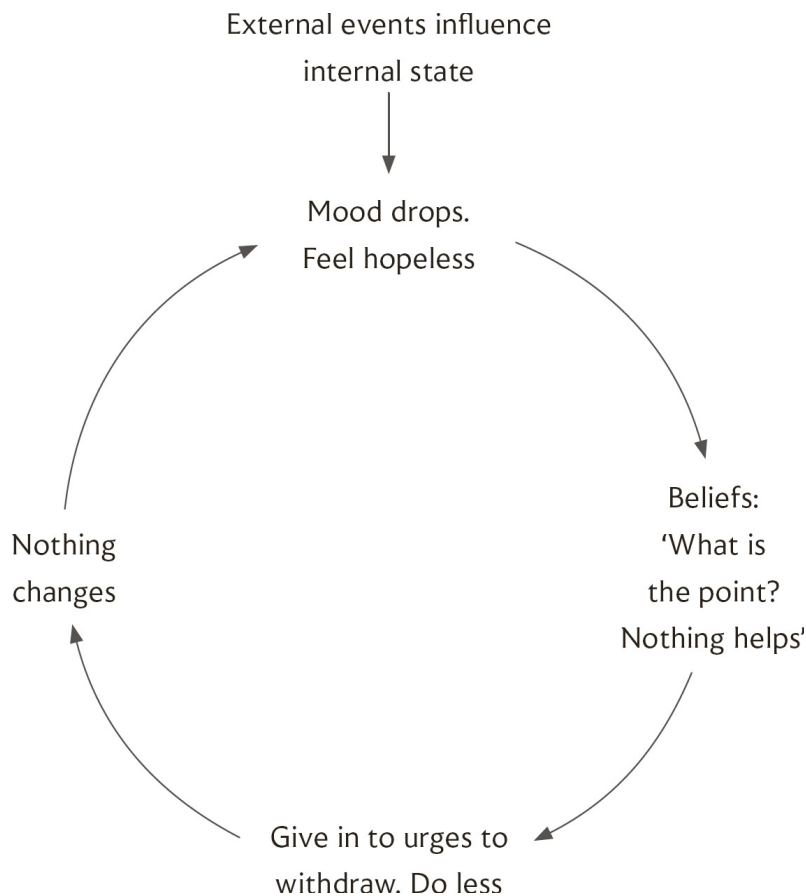 External events influence
internal state
Mood drops.
Feel hopeless
Beliefs:
‘What is
the point?
Nothing helps’
Give in to urges to
withdraw. Do less
Nothing
changes